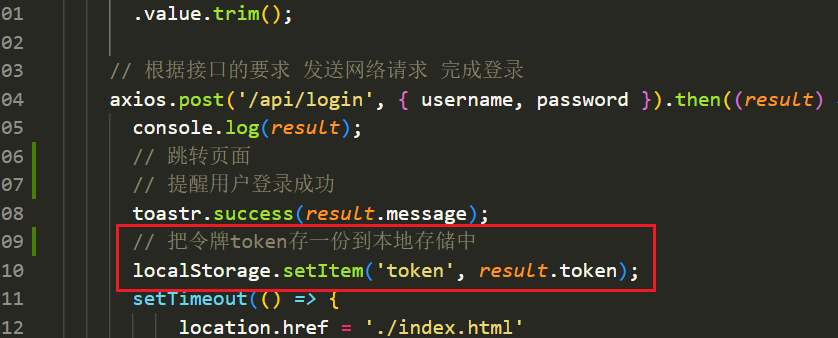 01 .value.trim();
02
03 // 根据接口的要求 发送网络请求 完成登录
04 axios.post('/api/login', { username, password }).then((result)
05 console.log(result);
06 // 跳转页面
07 // 提醒用户登录成功
08 toastr.success(result.message);
09 // 把令牌token存一份到本地存储中
10 localStorage.setItem('token', result.token);
11 setTimeout(() => {
12 location.href = './index.html'